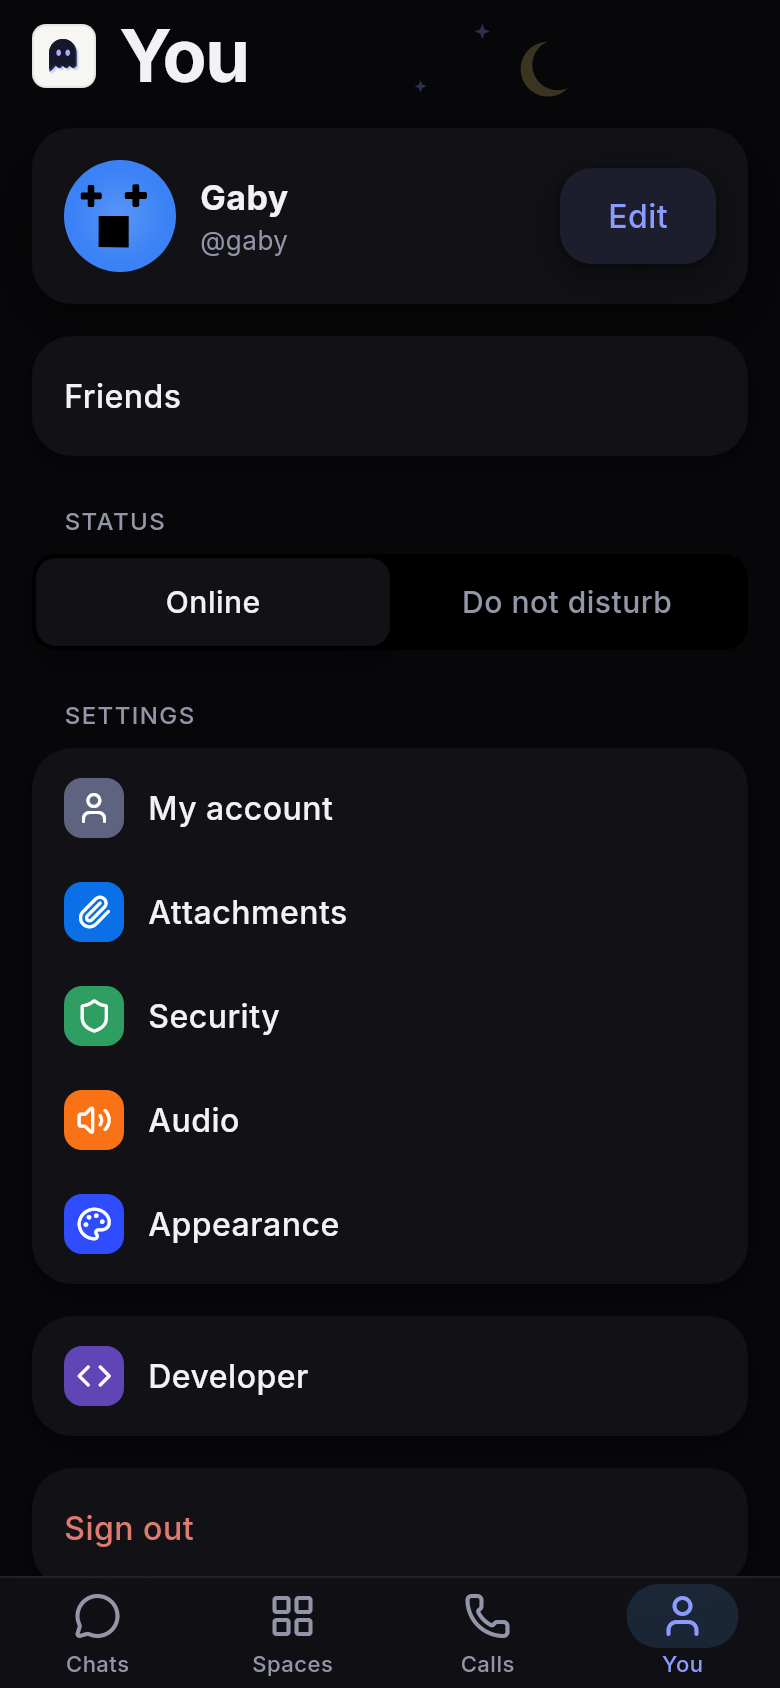 You
Gaby
@gaby
Edit
Friends
STATUS
Online
Do not disturb
SETTINGS
My account
Attachments
Security
Audio
Appearance
Developer
Sign out
Chats
Spaces
Calls
You